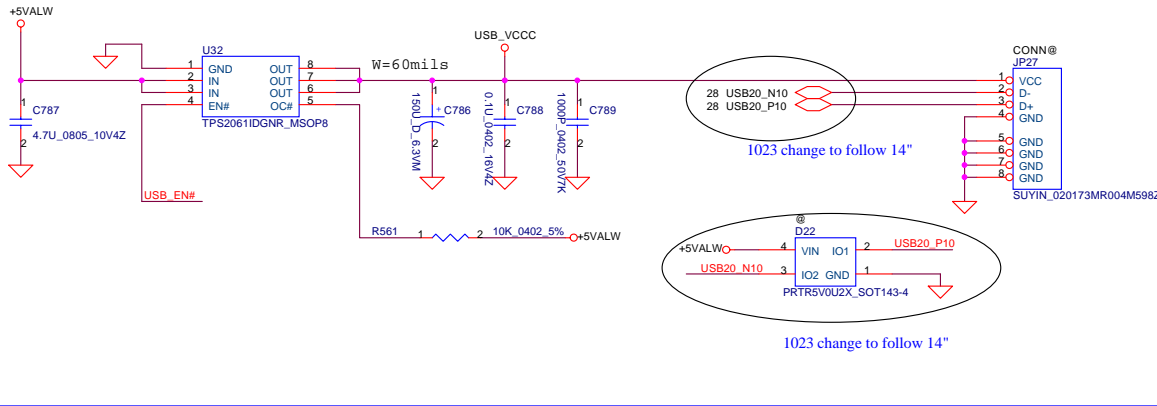 +5VALW
U32
1
2
3
4
GND
IN
IN
EN#
OUT
OUT
OUT
OC#
8
7
6
5
TPS2061IDGNR_MSOP8
1
C787
2
4.7U_0805_10V4Z
USB_EN#
W=60mils
USB_VCCC
1
+
C786
2
150U_D_6.3VM
1
C788
2
0.1U_0402_16V4Z
1
C789
2
1000P_0402_50V7K
R561
1
2
10K_0402_5%
+5VALW
28 USB20_N10
28 USB20_P10
1023 change to follow 14"
CONN@
JP27
1
2
3
4
5
6
7
8
VCC
D-
D+
GND
GND
GND
GND
GND
SUYIN_020173MR004M598Z
@
D22
+5VALW
4
VIN
IO1
2
USB20_P10
USB20_N10
3
IO2
GND
1
PRTR5V0U2X_SOT143-4
1023 change to follow 14"